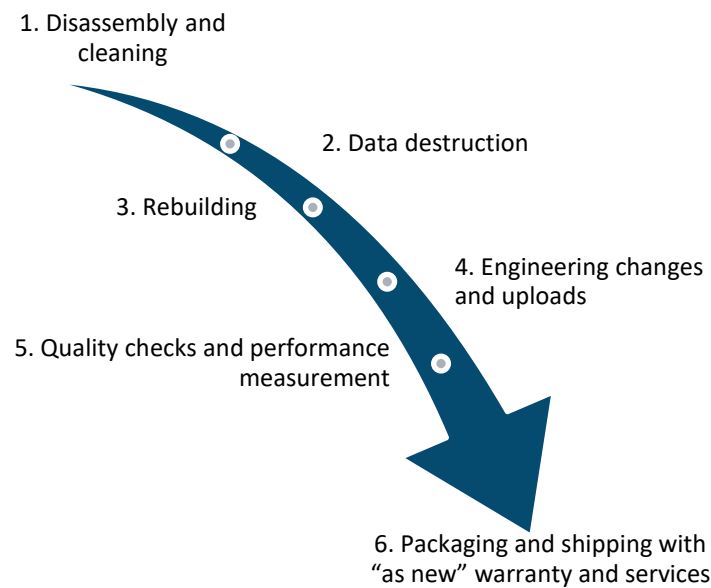 1. Disassembly and
cleaning
2. Data destruction
3. Rebuilding
4. Engineering changes
and uploads
5. Quality checks and performance
measurement
6. Packaging and shipping with
“as new” warranty and services